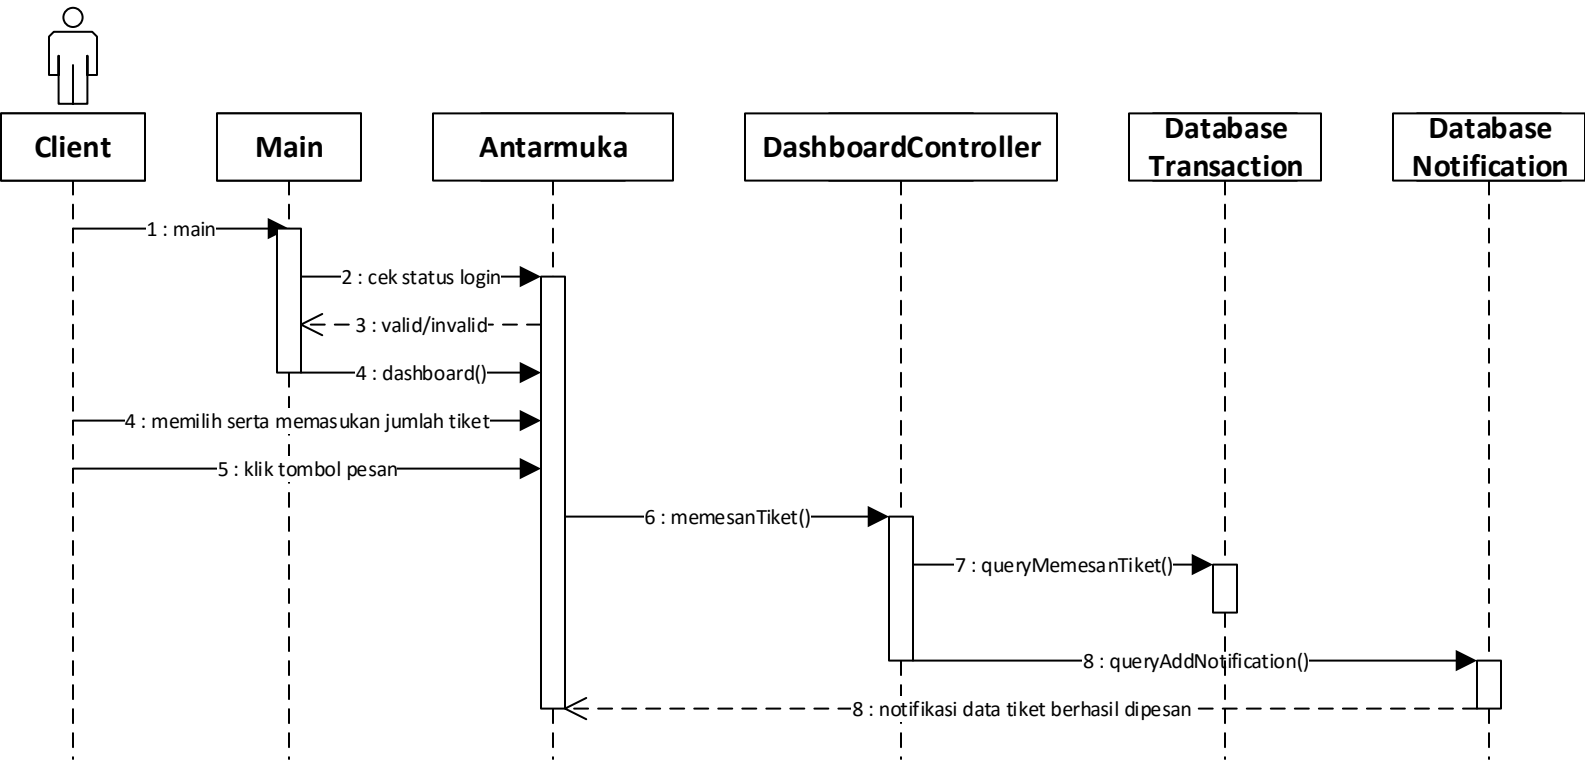 Client
Main
Antarmuka
DashboardController
Database
Transaction
Database
Notification
1 : main
2 : cek status login
3 : valid/invalid
4 : dashboard()
4 : memilih serta memasukan jumlah tiket
5 : klik tombol pesan
6 : memesanTiket()
7 : queryMemesanTiket()
8 : queryAddNotification()
8 : notifikasi data tiket berhasil dipesan